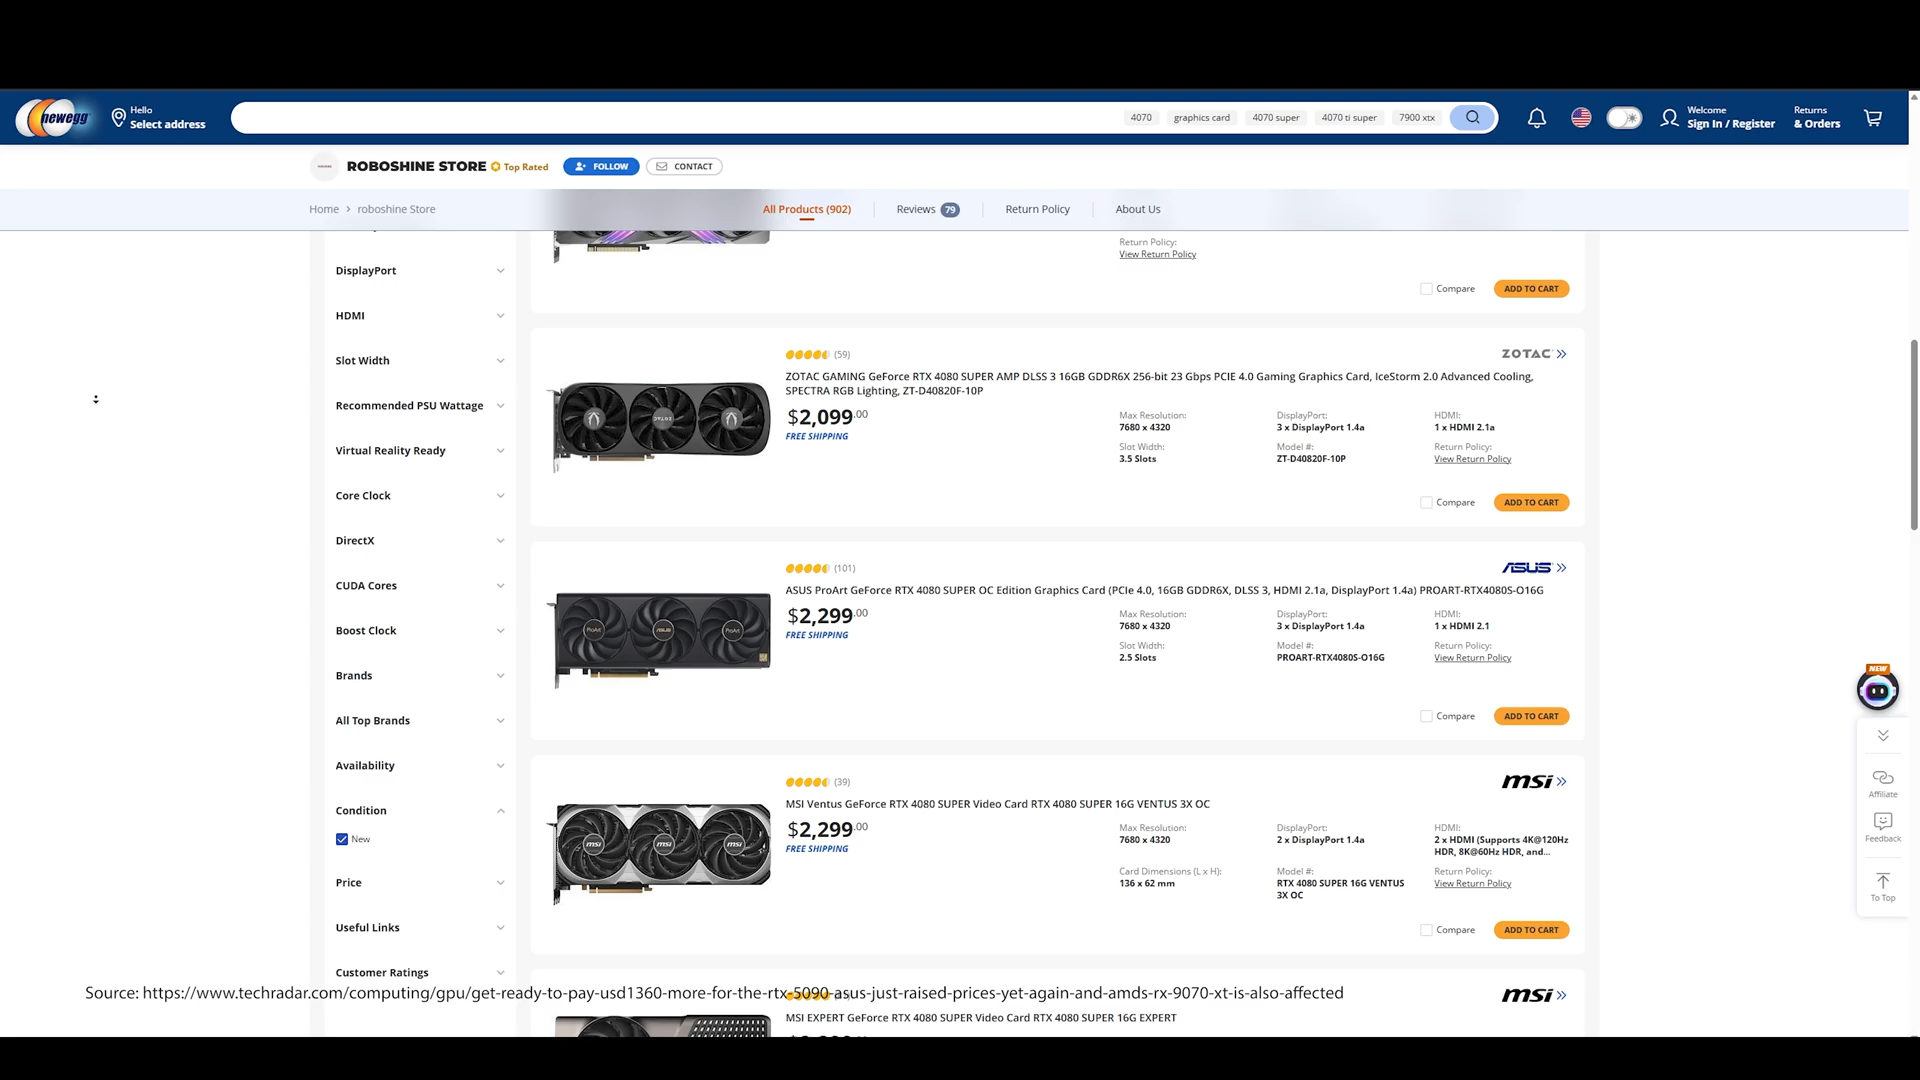 newegg
Hello
Select address
4070
graphics card
4070 super
4070 ti super
7900 xtx
Welcome
Sign In / Register
Returns
& Orders
ROBOSHINE STORE
Top Rated
FOLLOW
CONTACT
Home > roboshine Store
All Products (902)
Reviews 79
Return Policy
About Us
DisplayPort
HDMI
Slot Width
Recommended PSU Wattage
Virtual Reality Ready
Core Clock
DirectX
CUDA Cores
Boost Clock
Brands
All Top Brands
Availability
Condition
New
Price
Useful Links
Customer Ratings
Return Policy:
View Return Policy
Compare
ADD TO CART
(59)
ZOTAC
ZOTAC GAMING GeForce RTX 4080 SUPER AMP DLSS 3 16GB GDDR6X 256-bit 23 Gbps PCIE 4.0 Gaming Graphics Card, IceStorm 2.0 Advanced Cooling,
SPECTRA RGB Lighting, ZT-D40820F-10P
$2,099.00
FREE SHIPPING
Max Resolution:
7680 x 4320
DisplayPort:
3 x DisplayPort 1.4a
HDMI:
1 x HDMI 2.1a
Slot Width:
3.5 Slots
Model #:
ZT-D40820F-10P
Return Policy:
View Return Policy
Compare
ADD TO CART
(101)
ASUS
ASUS ProArt GeForce RTX 4080 SUPER OC Edition Graphics Card (PCIe 4.0, 16GB GDDR6X, DLSS 3, HDMI 2.1a, DisplayPort 1.4a) PROART-RTX4080S-O16G
ProArt
ASUS
ProArt
$2,299.00
FREE SHIPPING
Max Resolution:
7680 x 4320
DisplayPort:
3 x DisplayPort 1.4a
HDMI:
1 x HDMI 2.1
Slot Width:
2.5 Slots
Model #:
PROART-RTX4080S-O16G
Return Policy:
View Return Policy
Compare
ADD TO CART
(39)
msi
MSI Ventus GeForce RTX 4080 SUPER Video Card RTX 4080 SUPER 16G VENTUS 3X OC
msi
msi
msi
$2,299.00
FREE SHIPPING
Max Resolution:
7680 x 4320
DisplayPort:
2 x DisplayPort 1.4a
HDMI:
2 x HDMI (Supports 4K@120Hz
HDR, 8K@60Hz HDR, and...
Card Dimensions (L x H):
136 x 62 mm
Model #:
RTX 4080 SUPER 16G VENTUS
3X OC
Return Policy:
View Return Policy
Compare
ADD TO CART
msi
MSI EXPERT GeForce RTX 4080 SUPER Video Card RTX 4080 SUPER 16G EXPERT
NEW
Affiliate
Feedback
To Top
Source: https://www.techradar.com/computing/gpu/get-ready-to-pay-usd1360-more-for-the-rtx-5090-asus-just-raised-prices-yet-again-and-amds-rx-9070-xt-is-also-affected